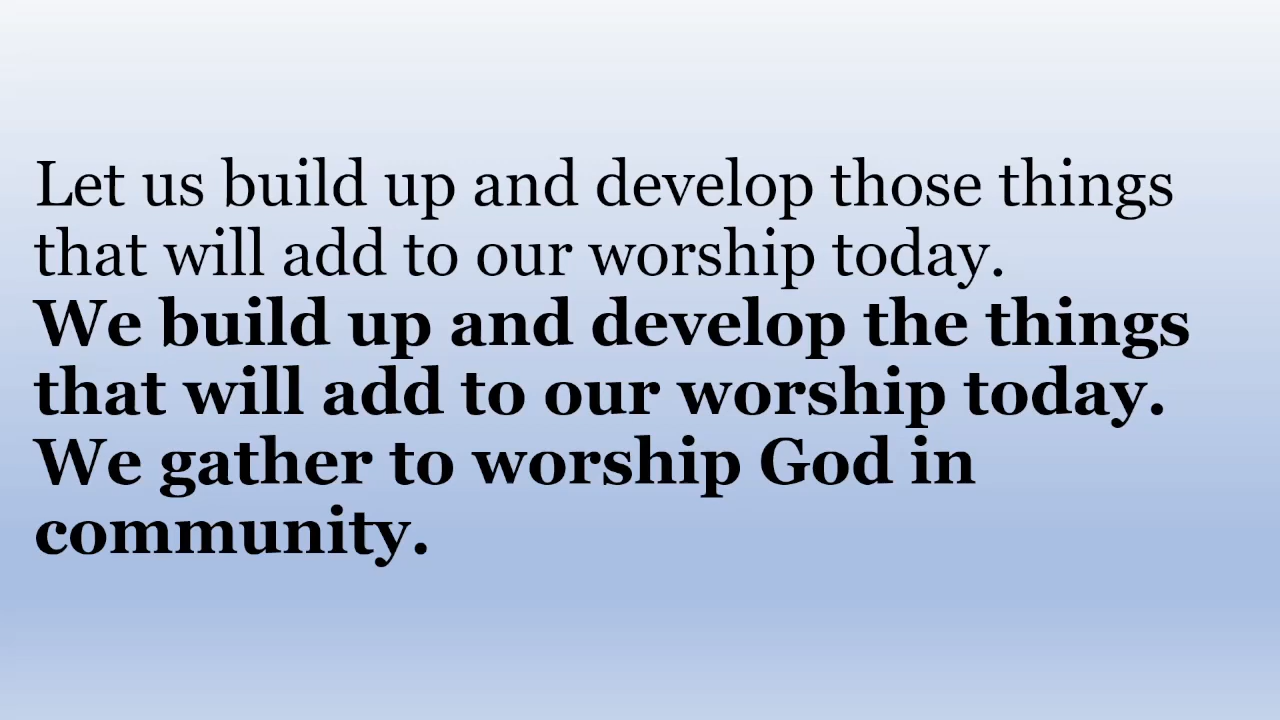 Let us build up and develop those things
that will add to our worship today.
We build up and develop the things
that will add to our worship today.
We gather to worship God in
community.